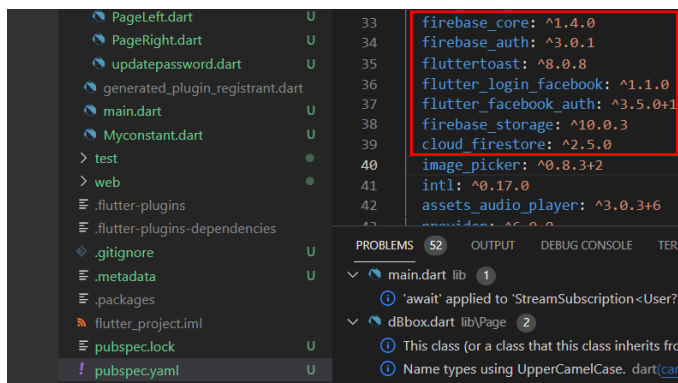 PageLeft.dart U
PageRight.dart U
updatepassword.dart U
generated_plugin_registrant.dart
main.dart U
Myconstant.dart U
test
web
.flutter-plugins
.flutter-plugins-dependencies
.gitignore U
.metadata U
.packages
flutter_project.iml
pubspec.lock U
! pubspec.yaml U
33 firebase_core: ^1.4.0
34 firebase_auth: ^3.0.1
35 fluttertoast: ^8.0.8
36 flutter_login_facebook: ^1.1.0
37 flutter_facebook_auth: ^3.5.0+1
38 firebase_storage: ^10.0.3
39 cloud_firestore: ^2.5.0
40 image_picker: ^0.8.3+2
41 intl: ^0.17.0
42 assets_audio_player: ^3.0.3+6
PROBLEMS 52 OUTPUT DEBUG CONSOLE TER
main.dart lib 1
'await' applied to 'StreamSubscription<User?
dBbox.dart lib\Page 2
This class (or a class that this class inherits fro
Name types using UpperCamelCase. dart(car